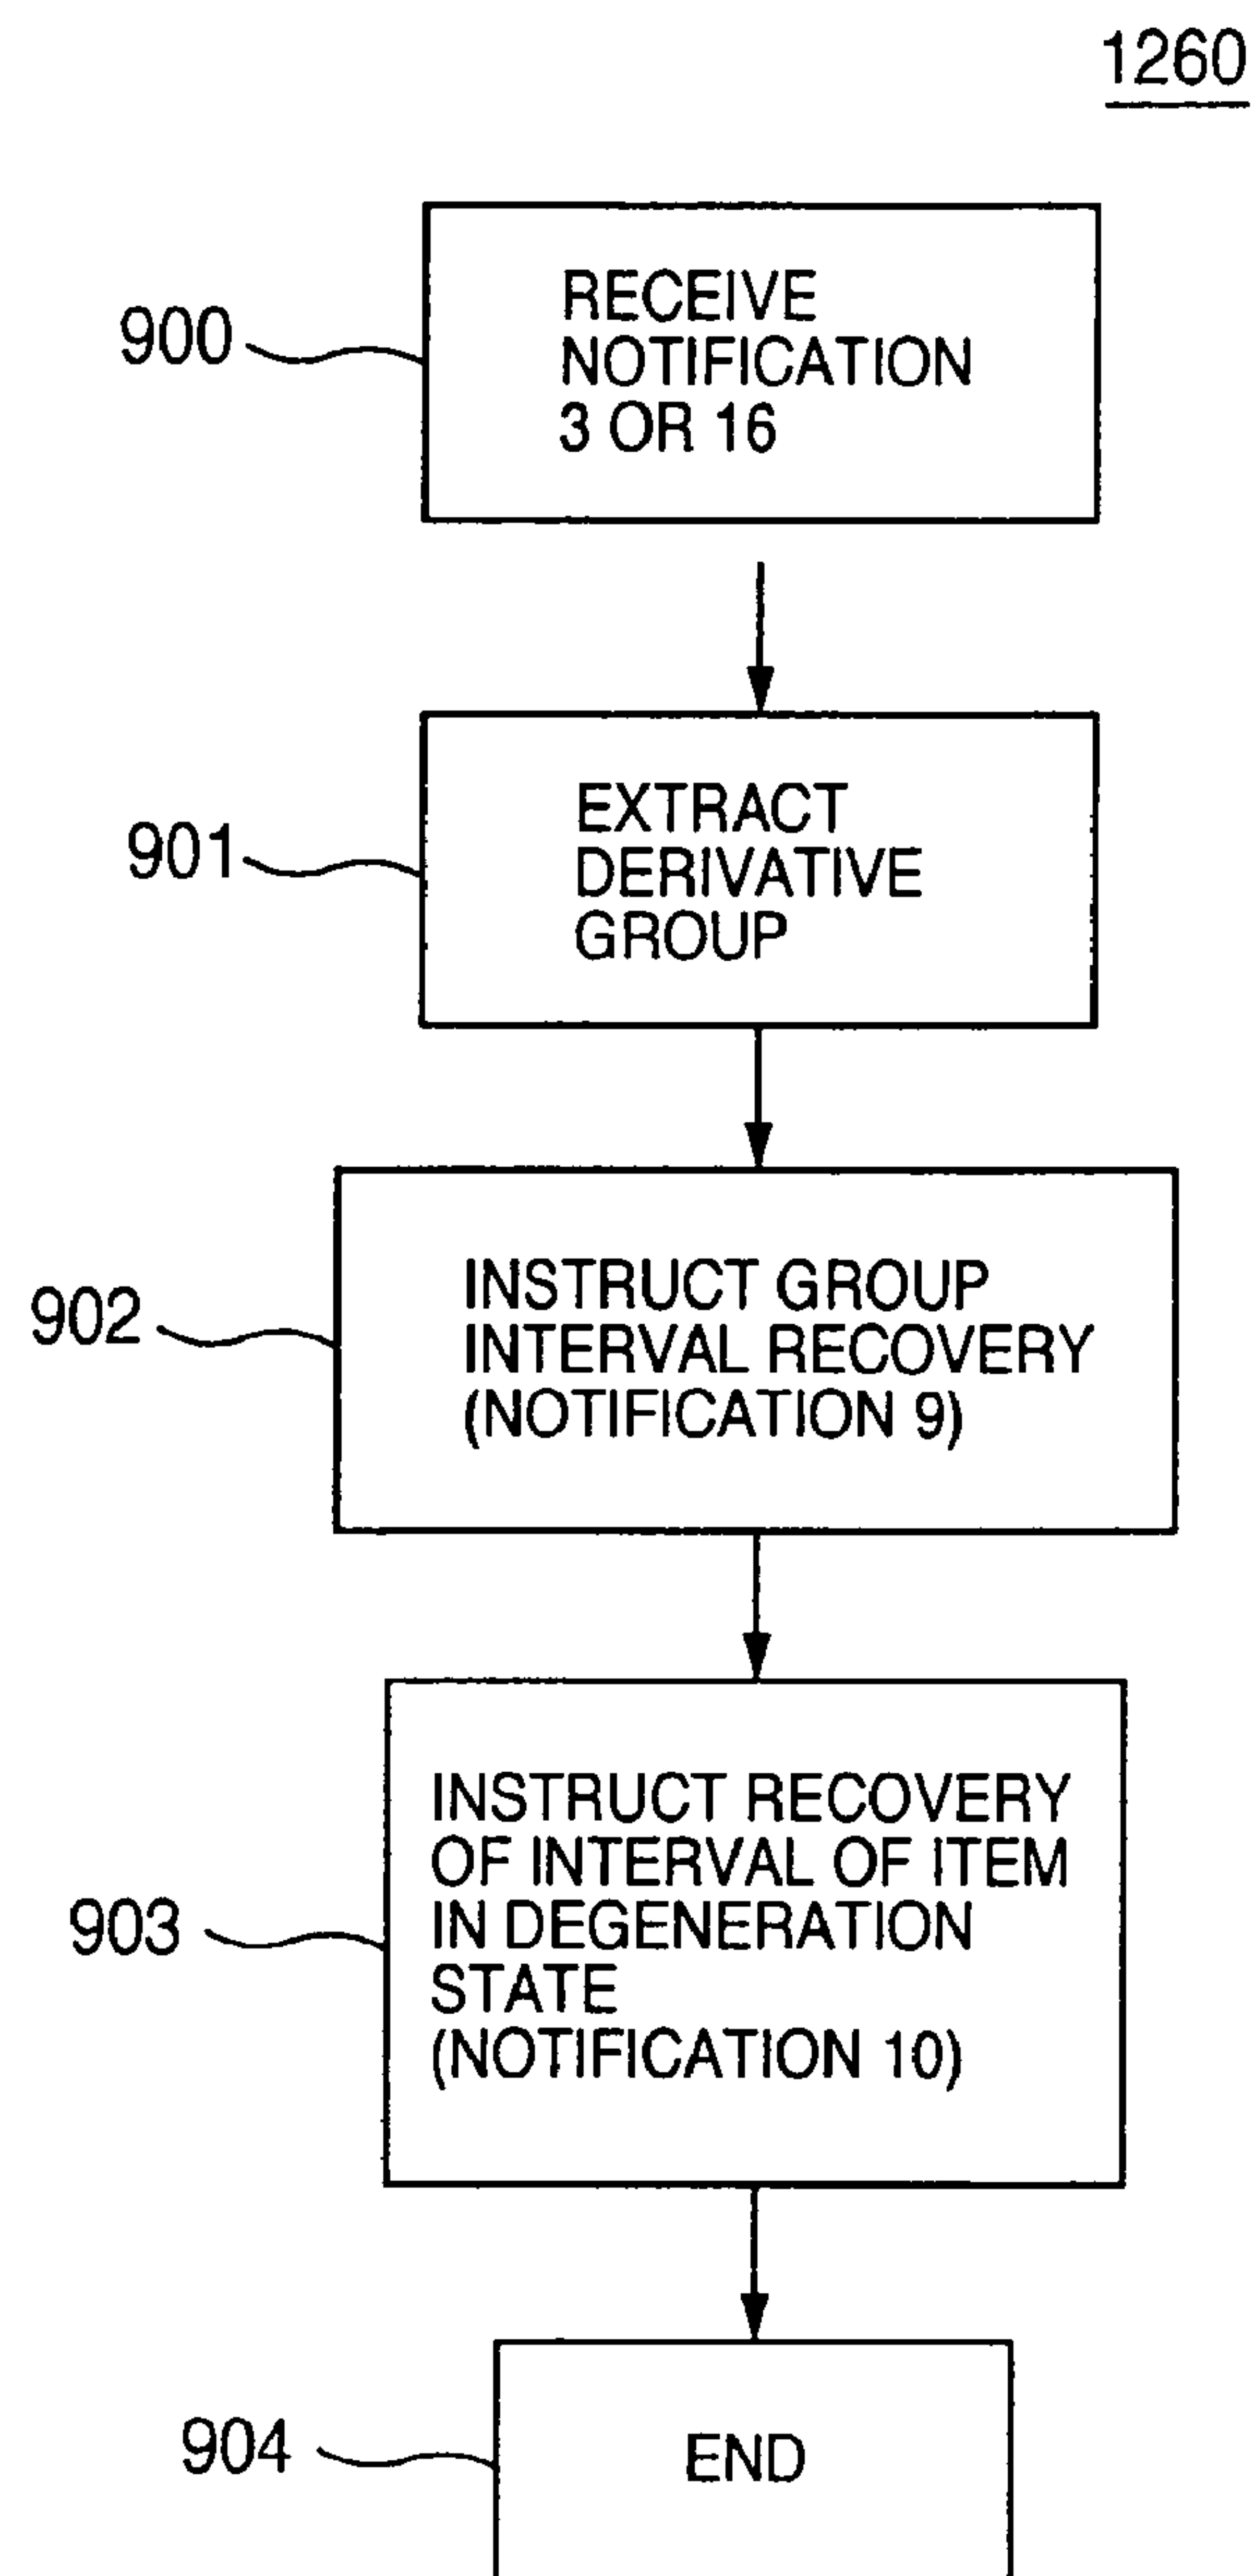 1260
900
RECEIVE
NOTIFICATION
3 OR 16
901
EXTRACT
DERIVATIVE
GROUP
902
INSTRUCT GROUP
INTERVAL RECOVERY
(NOTIFICATION 9)
903
INSTRUCT RECOVERY
OF INTERVAL OF ITEM
IN DEGENERATION
STATE
(NOTIFICATION 10)
904
END